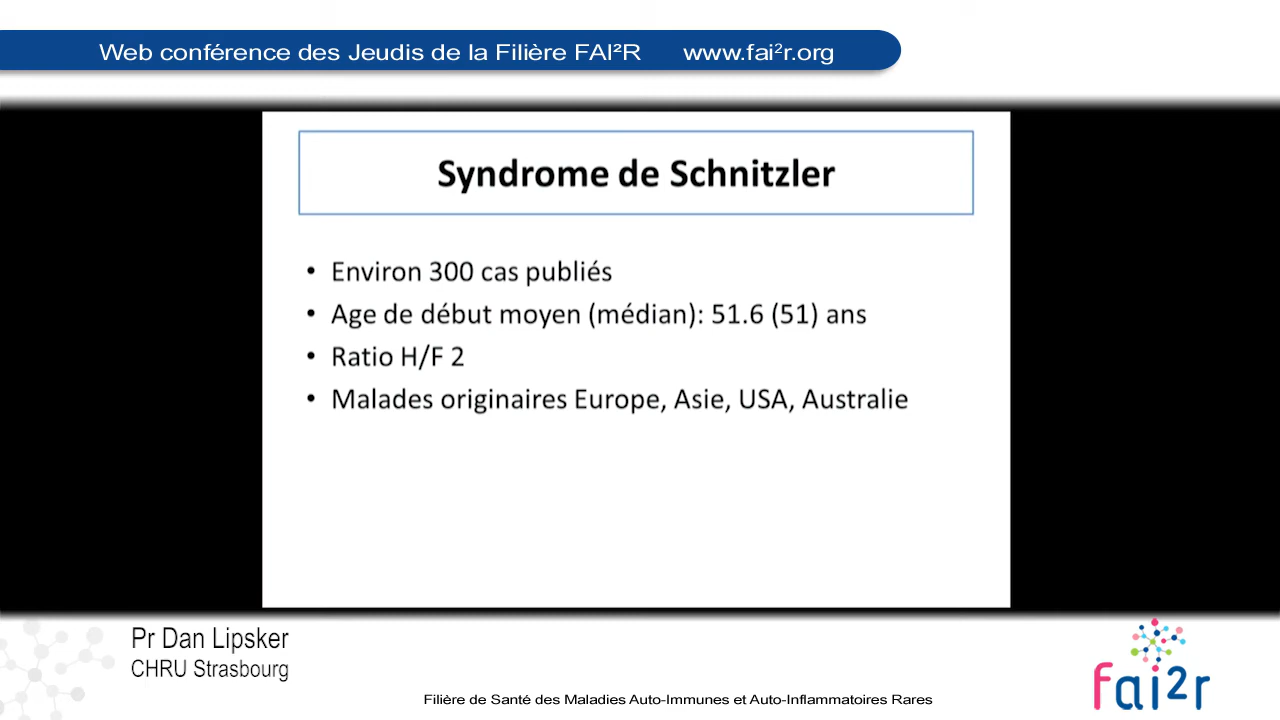 Web conférence des Jeudis de la Filière FAI²R www.fai²r.org
Syndrome de Schnitzler
• Environ 300 cas publiés
• Age de début moyen (médian): 51.6 (51) ans
• Ratio H/F 2
• Malades originaires Europe, Asie, USA, Australie
Pr Dan Lipsker
CHRU Strasbourg
fai2r
Filière de Santé des Maladies Auto-Immunes et Auto-Inflammatoires Rares